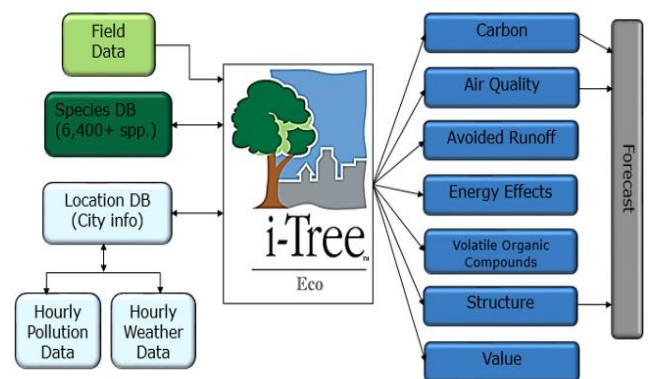 Field
Data
Species DB
(6,400+ spp.)
Location DB
(City info)
Hourly
Pollution
Data
Hourly
Weather
Data
i-Tree™
Eco
Carbon
Air Quality
Avoided Runoff
Energy Effects
Volatile Organic
Compounds
Structure
Value
Forecast